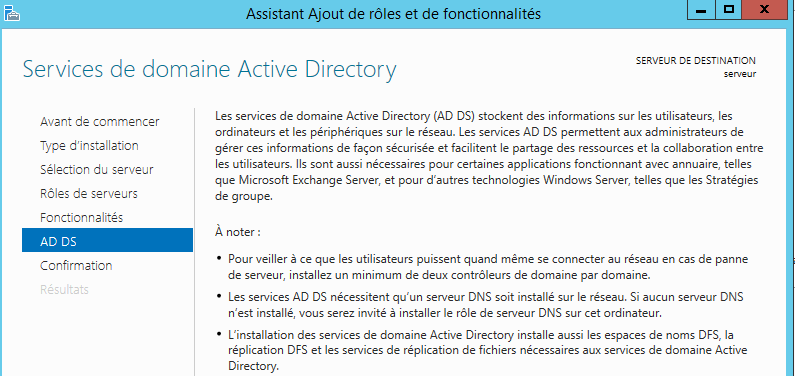 Assistant Ajout de rôles et de fonctionnalités
Services de domaine Active Directory
SERVEUR DE DESTINATION
serveur
Avant de commencer
Type d'installation
Sélection du serveur
Rôles de serveurs
Fonctionnalités
AD DS
Confirmation
Résultats
Les services de domaine Active Directory (AD DS) stockent des informations sur les utilisateurs, les
ordinateurs et les périphériques sur le réseau. Les services AD DS permettent aux administrateurs de
gérer ces informations de façon sécurisée et facilitent le partage des ressources et la collaboration entre
les utilisateurs. Ils sont aussi nécessaires pour certaines applications fonctionnant avec annuaire, telles
que Microsoft Exchange Server, et pour d'autres technologies Windows Server, telles que les Stratégies
de groupe.
À noter :
• Pour veiller à ce que les utilisateurs puissent quand même se connecter au réseau en cas de panne
de serveur, installez un minimum de deux contrôleurs de domaine par domaine.
• Les services AD DS nécessitent qu'un serveur DNS soit installé sur le réseau. Si aucun serveur DNS
n'est installé, vous serez invité à installer le rôle de serveur DNS sur cet ordinateur.
• L'installation des services de domaine Active Directory installe aussi les espaces de noms DFS, la
réplication DFS et les services de réplication de fichiers nécessaires aux services de domaine Active
Directory.